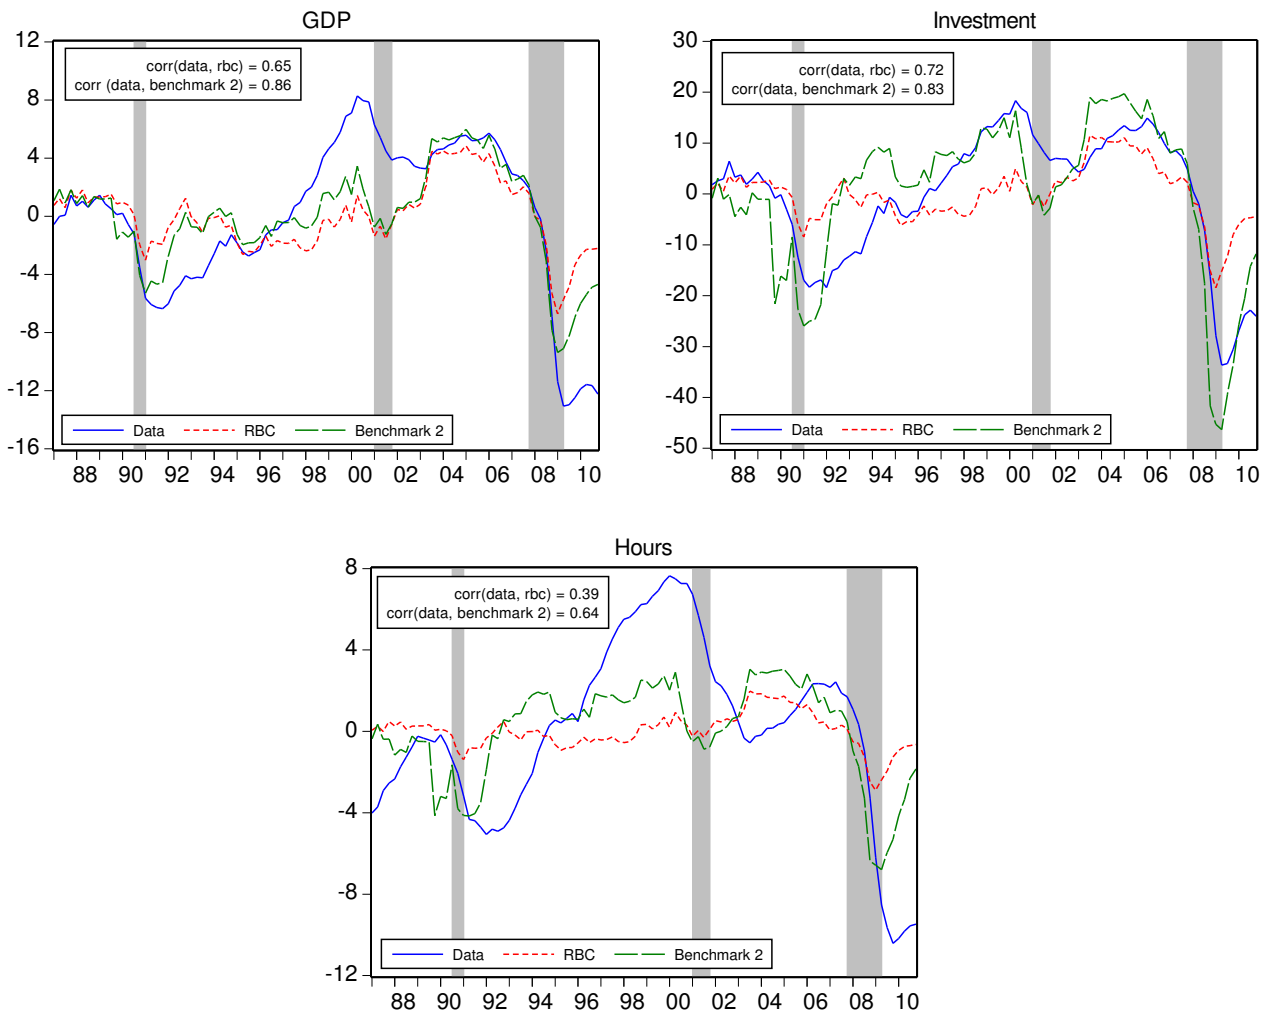 GDP
12
8
4
0
-4
-8
-12
-16
corr(data, rbc) = 0.65
corr (data, benchmark 2) = 0.86
Data RBC Benchmark 2
88 90 92 94 96 98 00 02 04 06 08 10
Investment
30
20
10
0
-10
-20
-30
-40
-50
corr(data, rbc) = 0.72
corr(data, benchmark 2) = 0.83
Data RBC Benchmark 2
88 90 92 94 96 98 00 02 04 06 08 10
Hours
8
4
0
-4
-8
-12
corr(data, rbc) = 0.39
corr(data, benchmark 2) = 0.64
Data RBC Benchmark 2
88 90 92 94 96 98 00 02 04 06 08 10